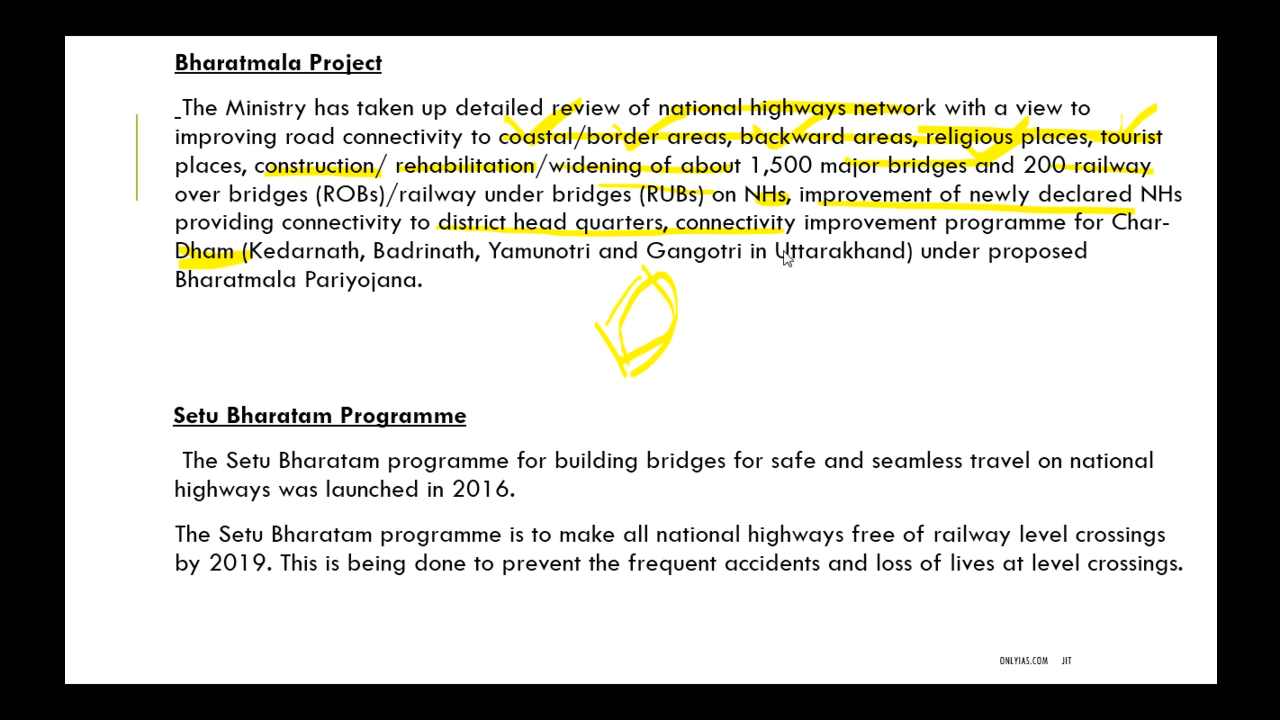 Bharatmala Project
The Ministry has taken up detailed review of national highways network with a view to
improving road connectivity to coastal/border areas, backward areas, religious places, tourist
places, construction/ rehabilitation/widening of about 1,500 major bridges and 200 railway
over bridges (ROBs)/railway under bridges (RUBs) on NHs, improvement of newly declared NHs
providing connectivity to district head quarters, connectivity improvement programme for Char-
Dham (Kedarnath, Badrinath, Yamunotri and Gangotri in Uttarakhand) under proposed
Bharatmala Pariyojana.
Setu Bharatam Programme
The Setu Bharatam programme for building bridges for safe and seamless travel on national
highways was launched in 2016.
The Setu Bharatam programme is to make all national highways free of railway level crossings
by 2019. This is being done to prevent the frequent accidents and loss of lives at level crossings.
ONLYIAS.COM JIT